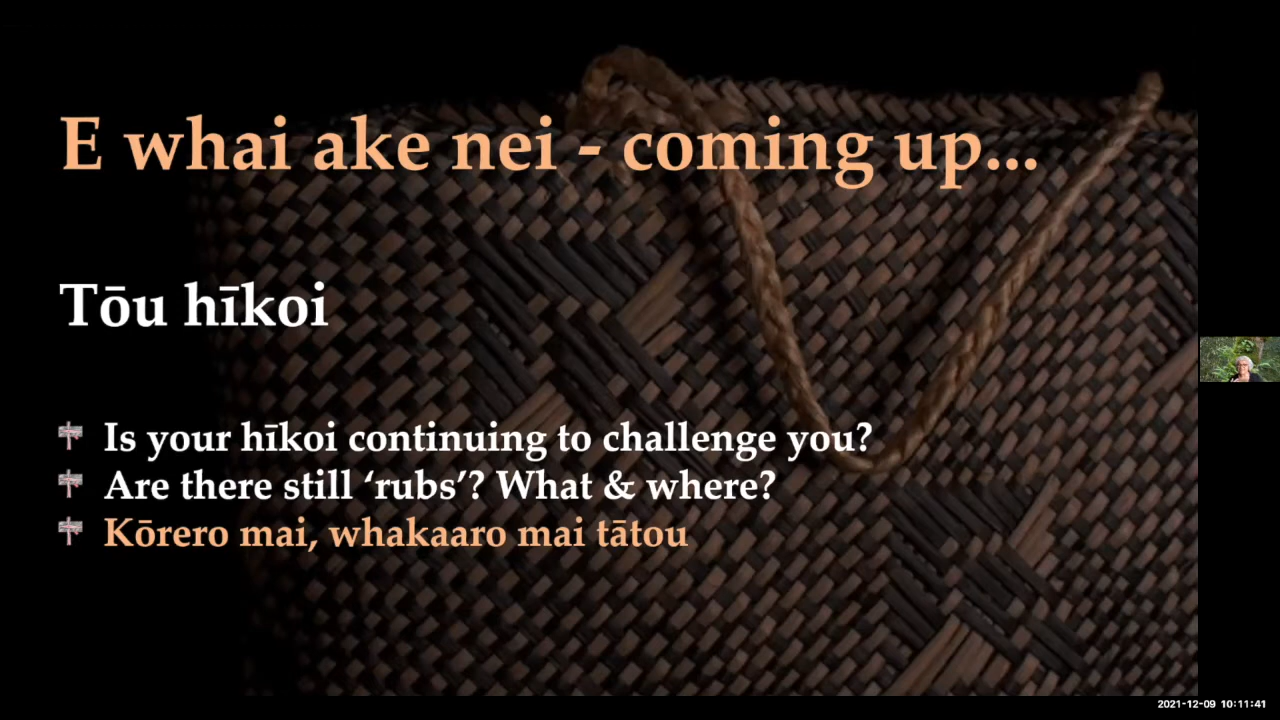 E whai ake nei - coming up...
Tōu hīkoi
Is your hīkoi continuing to challenge you?
Are there still ‘rubs’? What & where?
Kōrero mai, whakaaro mai tātou
2021-12-09 10:11:41